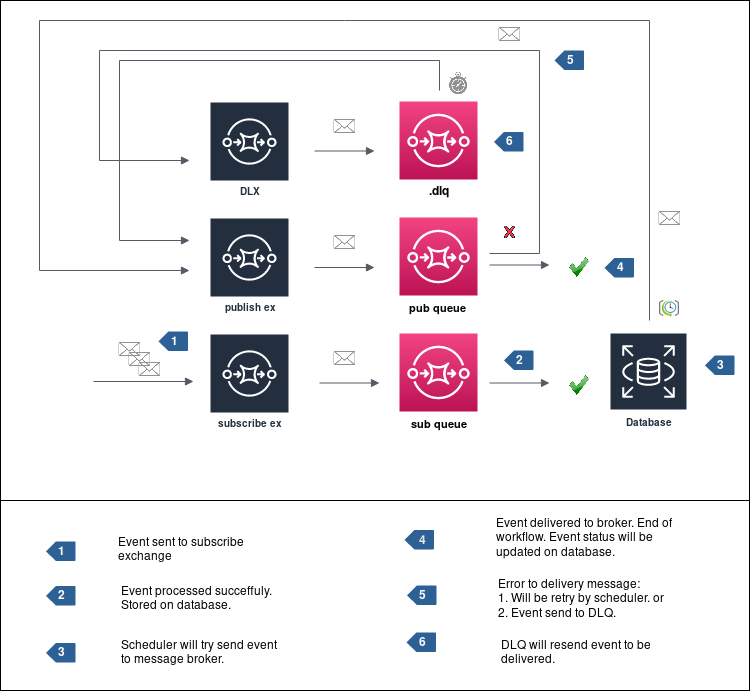 5
6
DLX
.dlq
4
publish ex
pub queue
1
2
3
subscribe ex
sub queue
Database
1
Event sent to subscribe
exchange
2
Event processed succeffuly.
Stored on database.
3
Scheduler will try send event
to message broker.
4
Event delivered to broker. End of
workflow. Event status will be
updated on database.
5
Error to delivery message:
1. Will be retry by scheduler. or
2. Event send to DLQ.
6
DLQ will resend event to be
delivered.